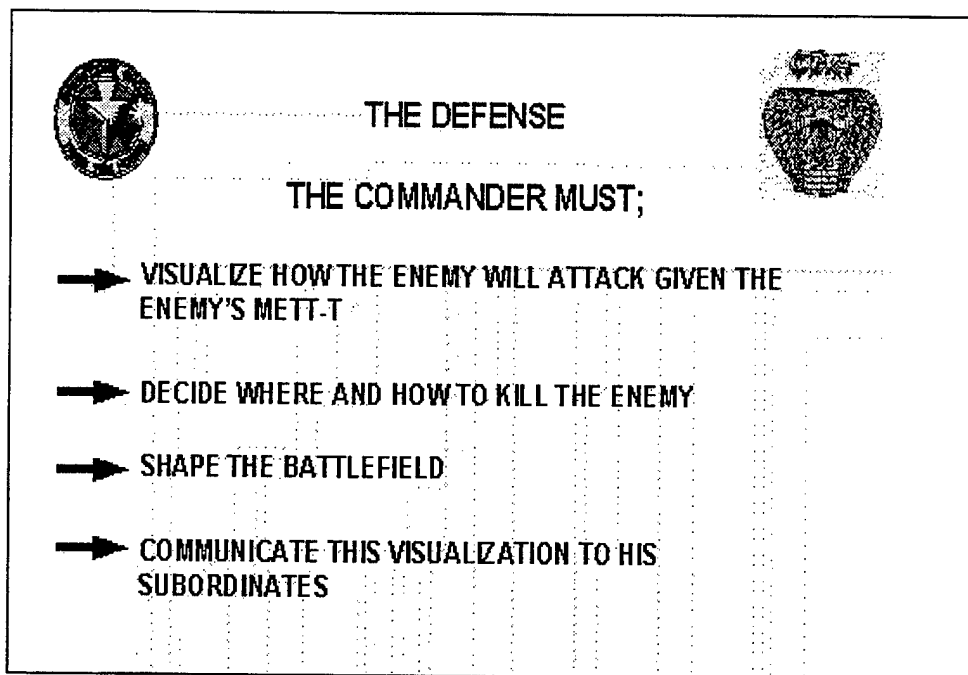 THE DEFENSE
THE COMMANDER MUST;
VISUALIZE HOW THE ENEMY WILL ATTACK GIVEN THE
ENEMY'S METT-T
DECIDE WHERE AND HOW TO KILL THE ENEMY
SHAPE THE BATTLEFIELD
COMMUNICATE THIS VISUALIZATION TO HIS
SUBORDINATES